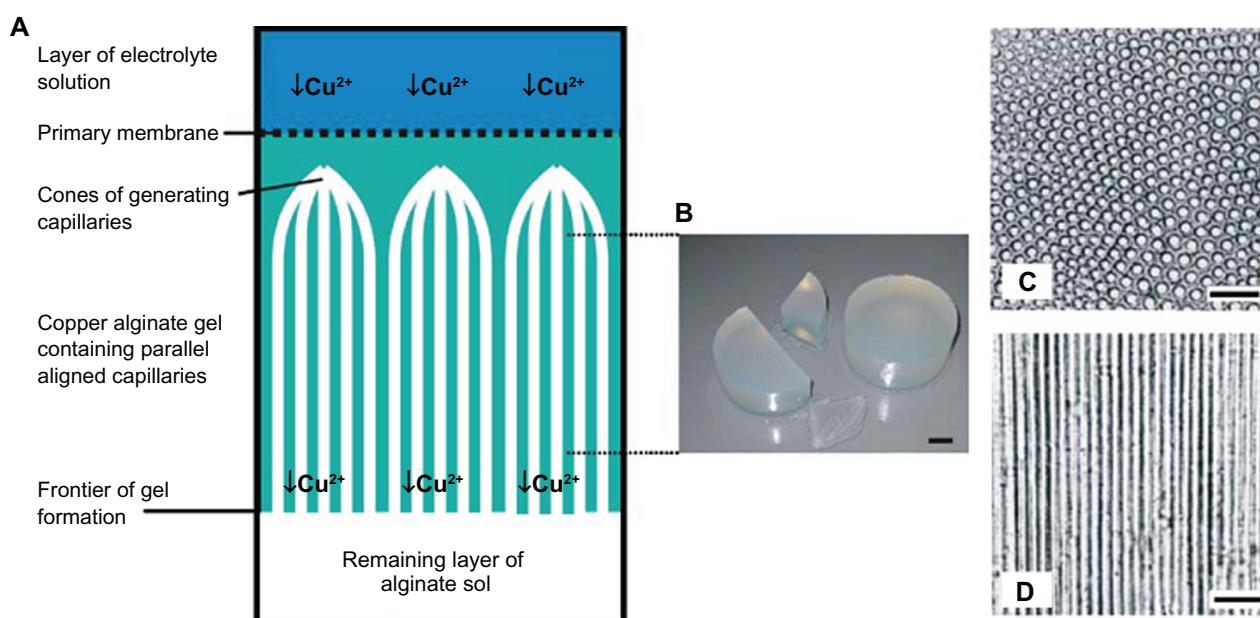 A
Layer of electrolyte
solution
↓Cu²⁺ ↓Cu²⁺ ↓Cu²⁺
Primary membrane
Cones of generating
capillaries
Copper alginate gel
containing parallel
aligned capillaries
↓Cu²⁺ ↓Cu²⁺ ↓Cu²⁺
Frontier of gel
formation
Remaining layer of
alginate sol
B
C
D